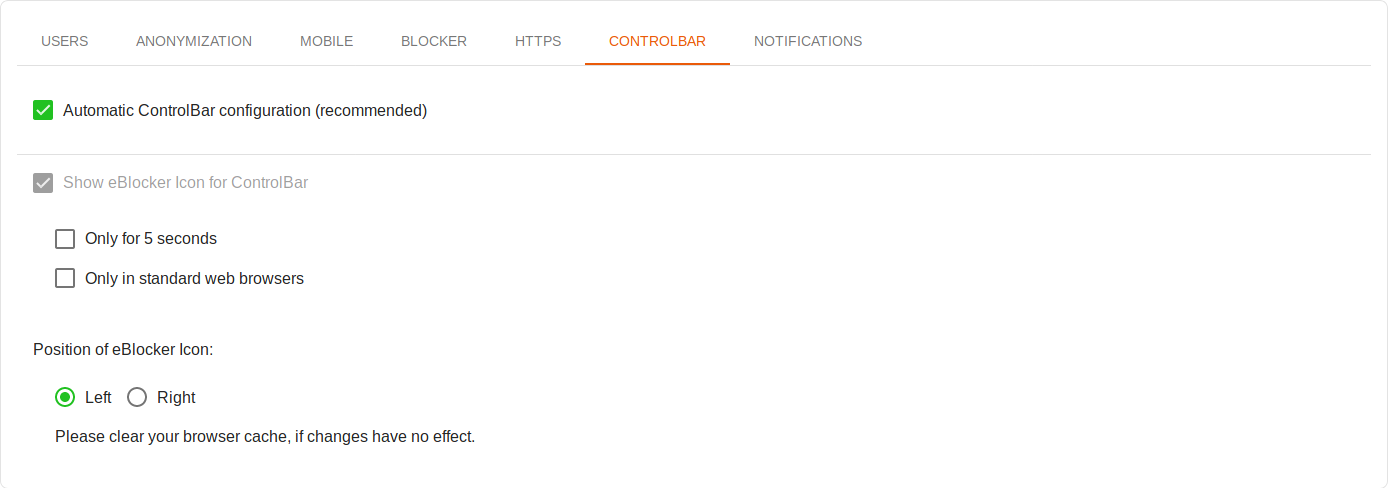 USERS ANONYMIZATION MOBILE BLOCKER HTTPS CONTROLBAR NOTIFICATIONS
Automatic ControlBar configuration (recommended)
Show eBlocker Icon for ControlBar
Only for 5 seconds
Only in standard web browsers
Position of eBlocker Icon:
Left Right
Please clear your browser cache, if changes have no effect.